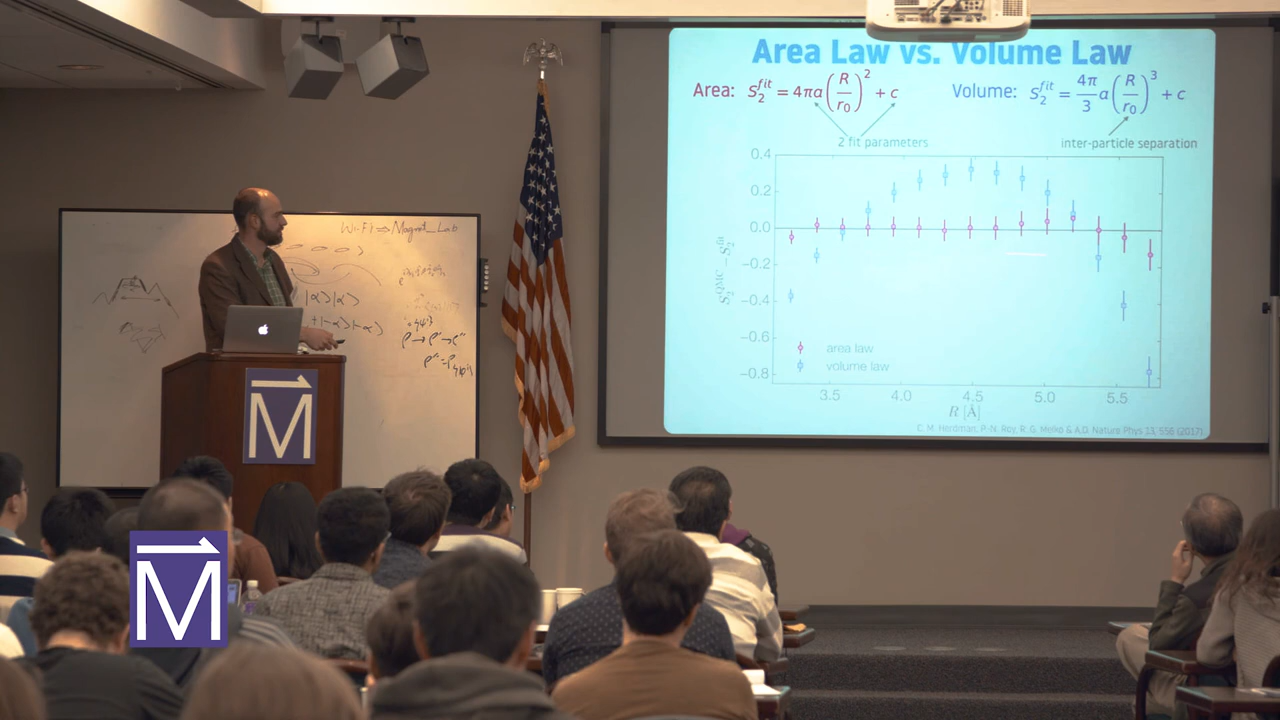 Area Law vs. Volume Law
Area: S₂^fit = 4πa(R/r₀)² + c
Volume: S₂^fit = 4π/3 a(R/r₀)³ + c
2 fit parameters
inter-particle separation
0.4
0.2
0.0
−0.2
−0.4
−0.6
−0.8
S₂^QMC − S₂^fit
area law
volume law
3.5 4.0 4.5 5.0 5.5
R [Å]
C. M. Herdman, P.-N. Roy, R. G. Melko & A.D. Nature Phys 13, 556 (2017)
Wi-Fi ⇒ Magnet_Lab
|α>|α>
+|-α>|-α>
ρ→ρ'→ρ''
M
M